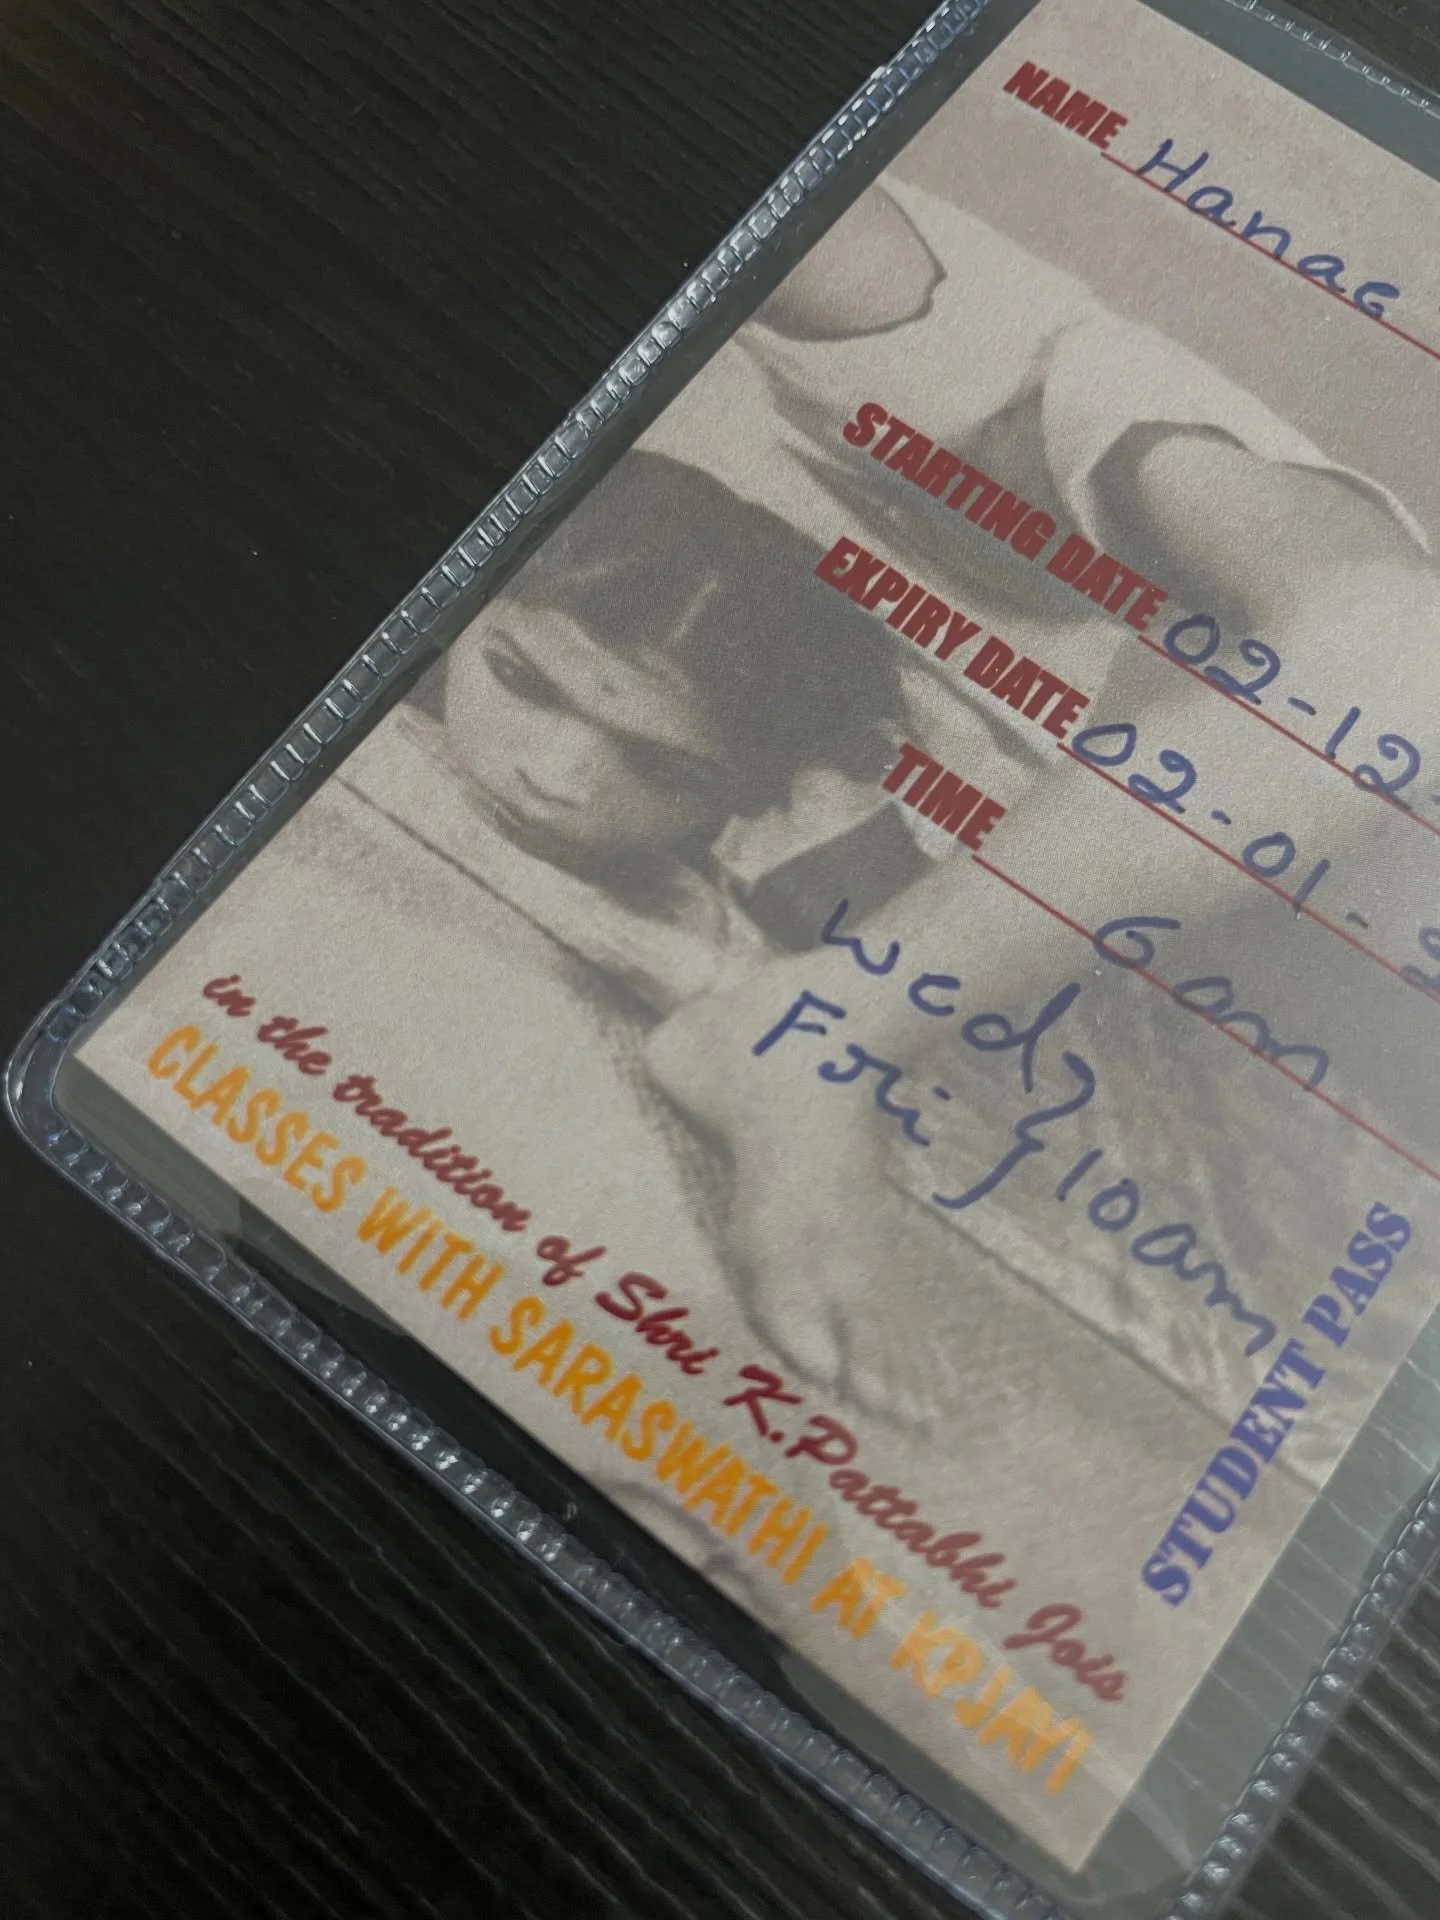 NAME Hanae
STARTING DATE 02-12-
EXPIRY DATE 02-01-
TIME 6am
Wed }
Fri } 10am
STUDENT PASS
in the tradition of Shri K.Pattabhi Jois
CLASSES WITH SARASWATHI AT KPJAYI